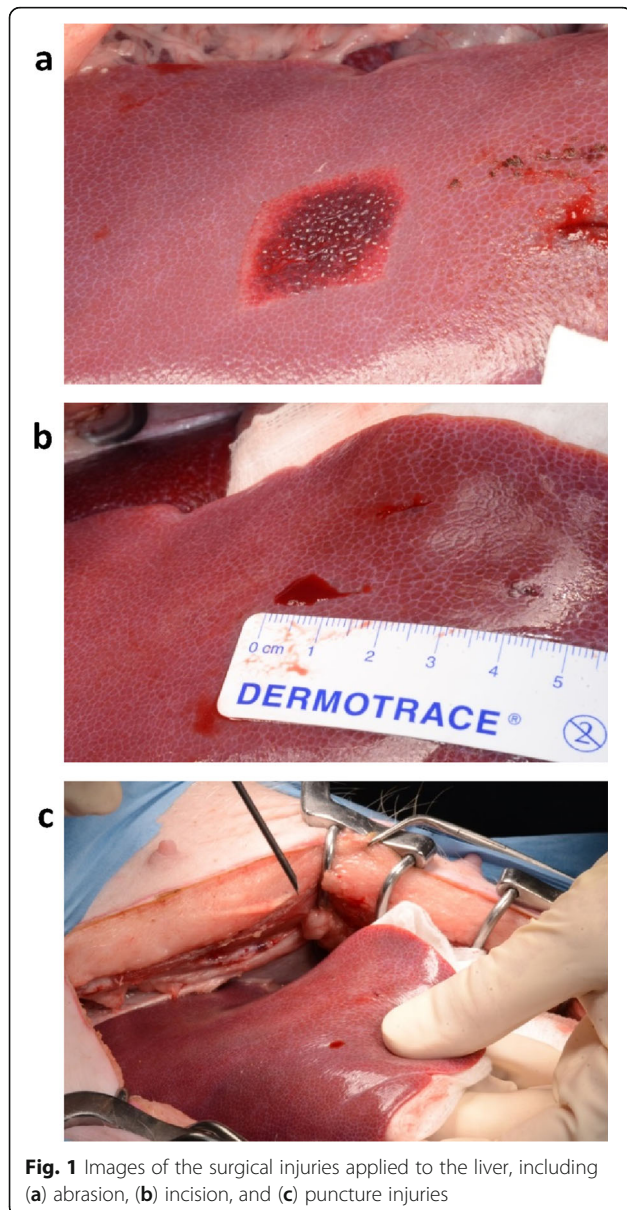 a
b
0 cm 1 2 3 4 5
DERMOTRACE ®
2
c
Fig. 1 Images of the surgical injuries applied to the liver, including
(a) abrasion, (b) incision, and (c) puncture injuries